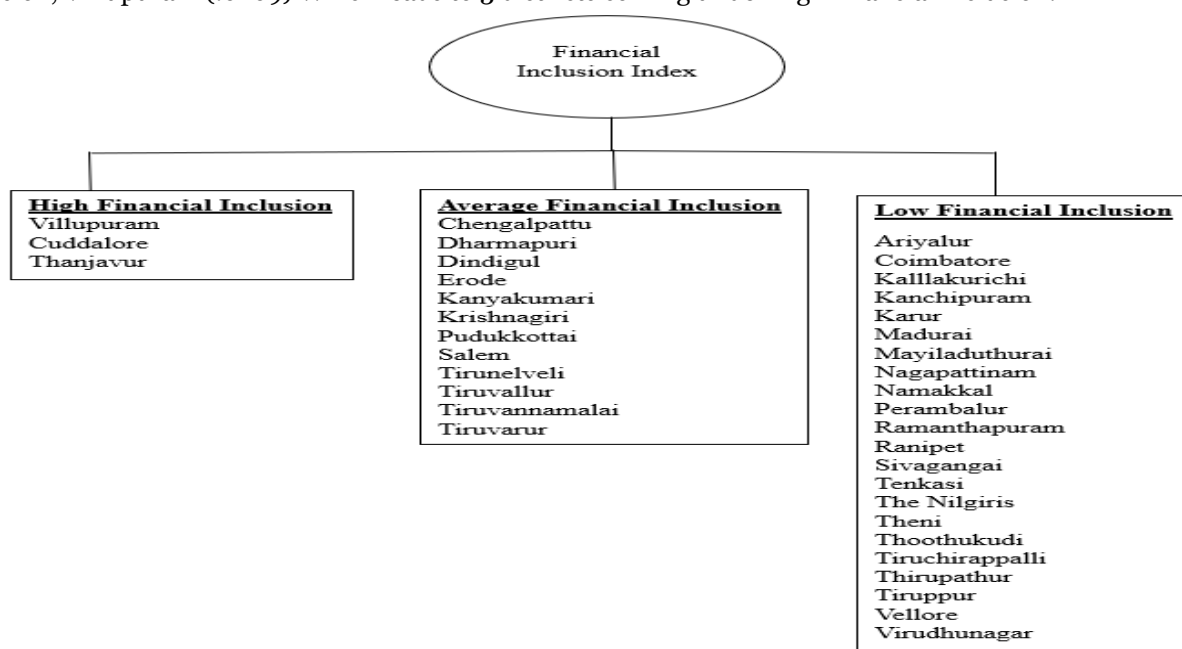 Financial
Inclusion Index
High Financial Inclusion
Villupuram
Cuddalore
Thanjavur
Average Financial Inclusion
Chengalpattu
Dharmapuri
Dindigul
Erode
Kanyakumari
Krishnagiri
Pudukkottai
Salem
Tirunelveli
Tiruvallur
Tiruvannamalai
Tiruvarur
Low Financial Inclusion
Ariyalur
Coimbatore
Kalllakurichi
Kanchipuram
Karur
Madurai
Mayiladuthurai
Nagapattinam
Namakkal
Perambalur
Ramanthapuram
Ranipet
Sivagangai
Tenkasi
The Nilgiris
Theni
Thoothukudi
Tiruchirappalli
Thirupathur
Tiruppur
Vellore
Virudhunagar